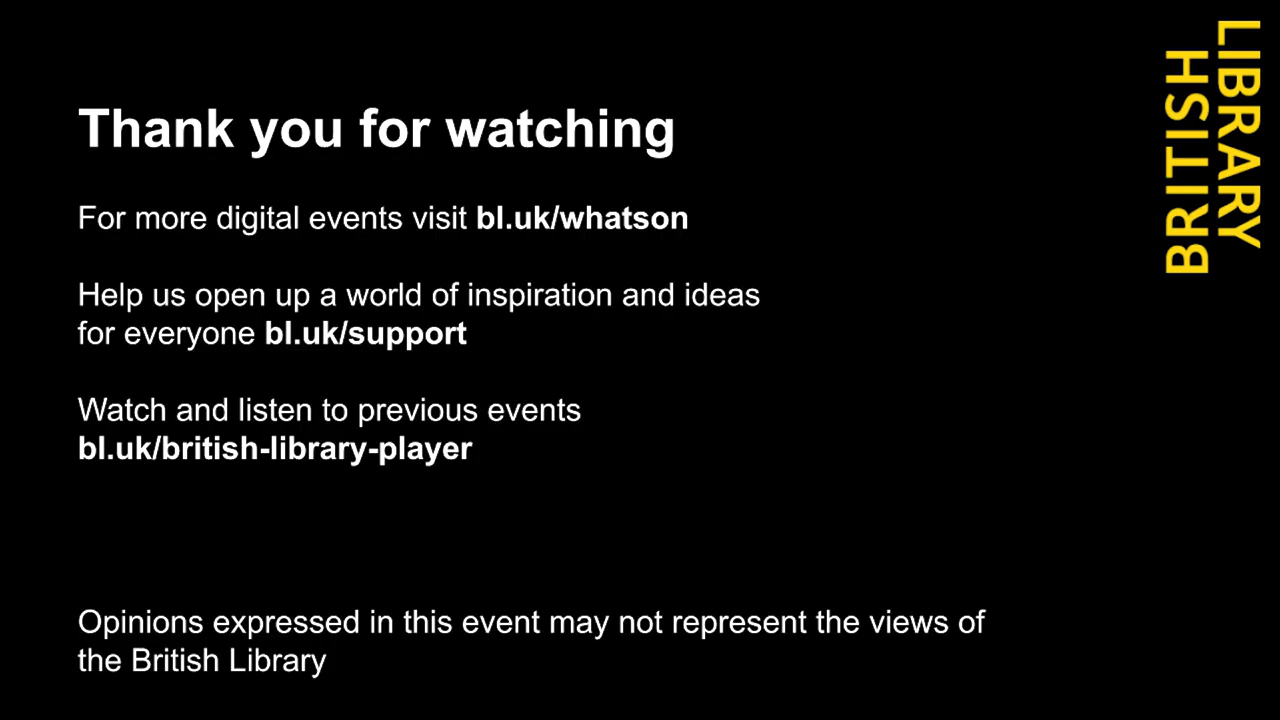 BRITISH
LIBRARY
Thank you for watching
For more digital events visit bl.uk/whatson
Help us open up a world of inspiration and ideas
for everyone bl.uk/support
Watch and listen to previous events
bl.uk/british-library-player
Opinions expressed in this event may not represent the views of
the British Library